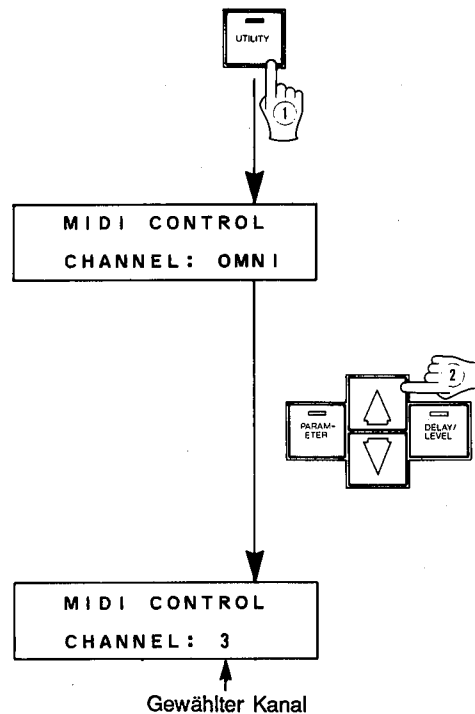 UTILITY
1
MIDI CONTROL
CHANNEL: OMNI
2
PARAM-
ETER
DELAY/
LEVEL
MIDI CONTROL
CHANNEL: 3
Gewählter Kanal